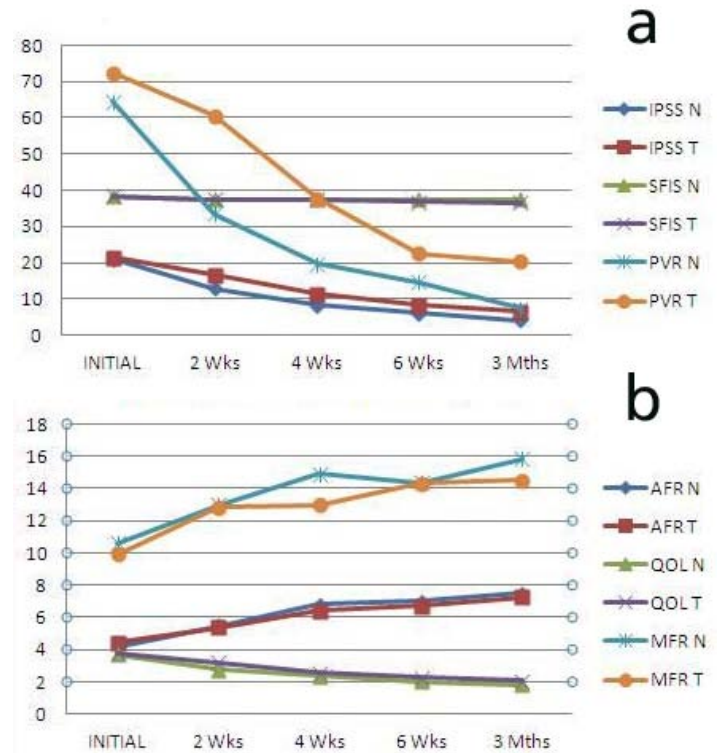 a
80
70
60
50
40
30
20
10
0
INITIAL 2 Wks 4 Wks 6 Wks 3 Mths
IPSS N
IPSS T
SFIS N
SFIS T
PVR N
PVR T
b
18
16
14
12
10
8
6
4
2
0
INITIAL 2 Wks 4 Wks 6 Wks 3 Mths
AFR N
AFR T
QOL N
QOL T
MFR N
MFR T